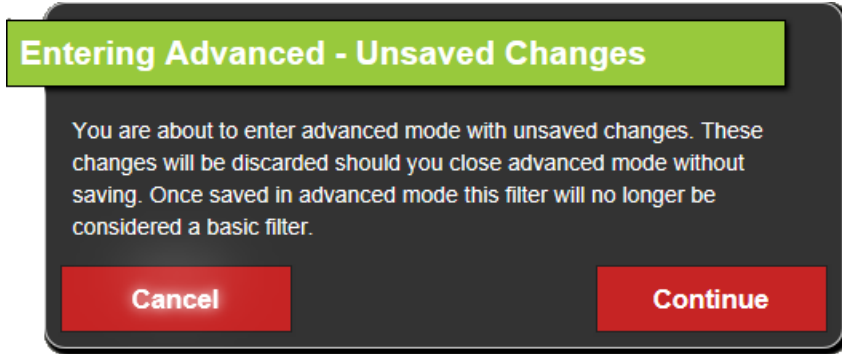 Entering Advanced - Unsaved Changes
You are about to enter advanced mode with unsaved changes. These
changes will be discarded should you close advanced mode without
saving. Once saved in advanced mode this filter will no longer be
considered a basic filter.
Cancel
Continue